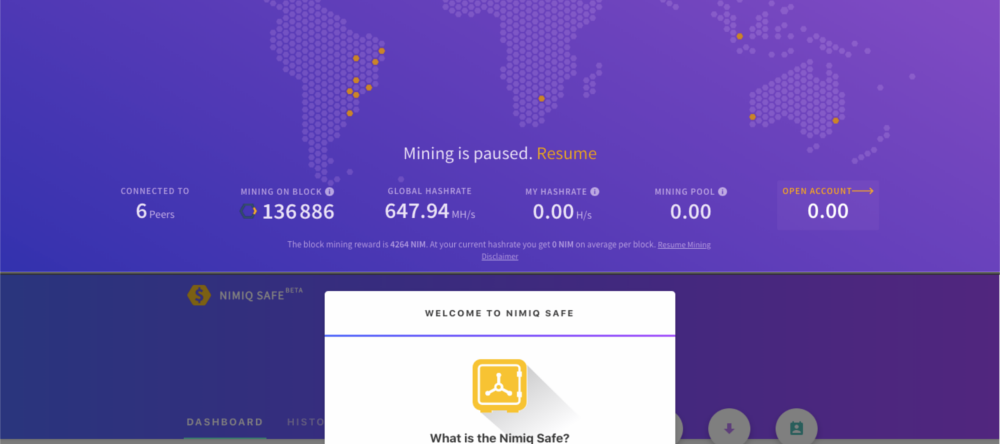 Mining is paused. Resume
CONNECTED TO
6 Peers
MINING ON BLOCK
136 886
GLOBAL HASHRATE
647.94 MH/s
MY HASHRATE
0.00 H/s
MINING POOL
0.00
OPEN ACCOUNT
0.00
The block mining reward is 4264 NIM. At your current hashrate you get 0 NIM on average per block. Resume Mining
Disclaimer
NIMIQ SAFE BETA
WELCOME TO NIMIQ SAFE
DASHBOARD
HISTO
What is the Nimiq Safe?